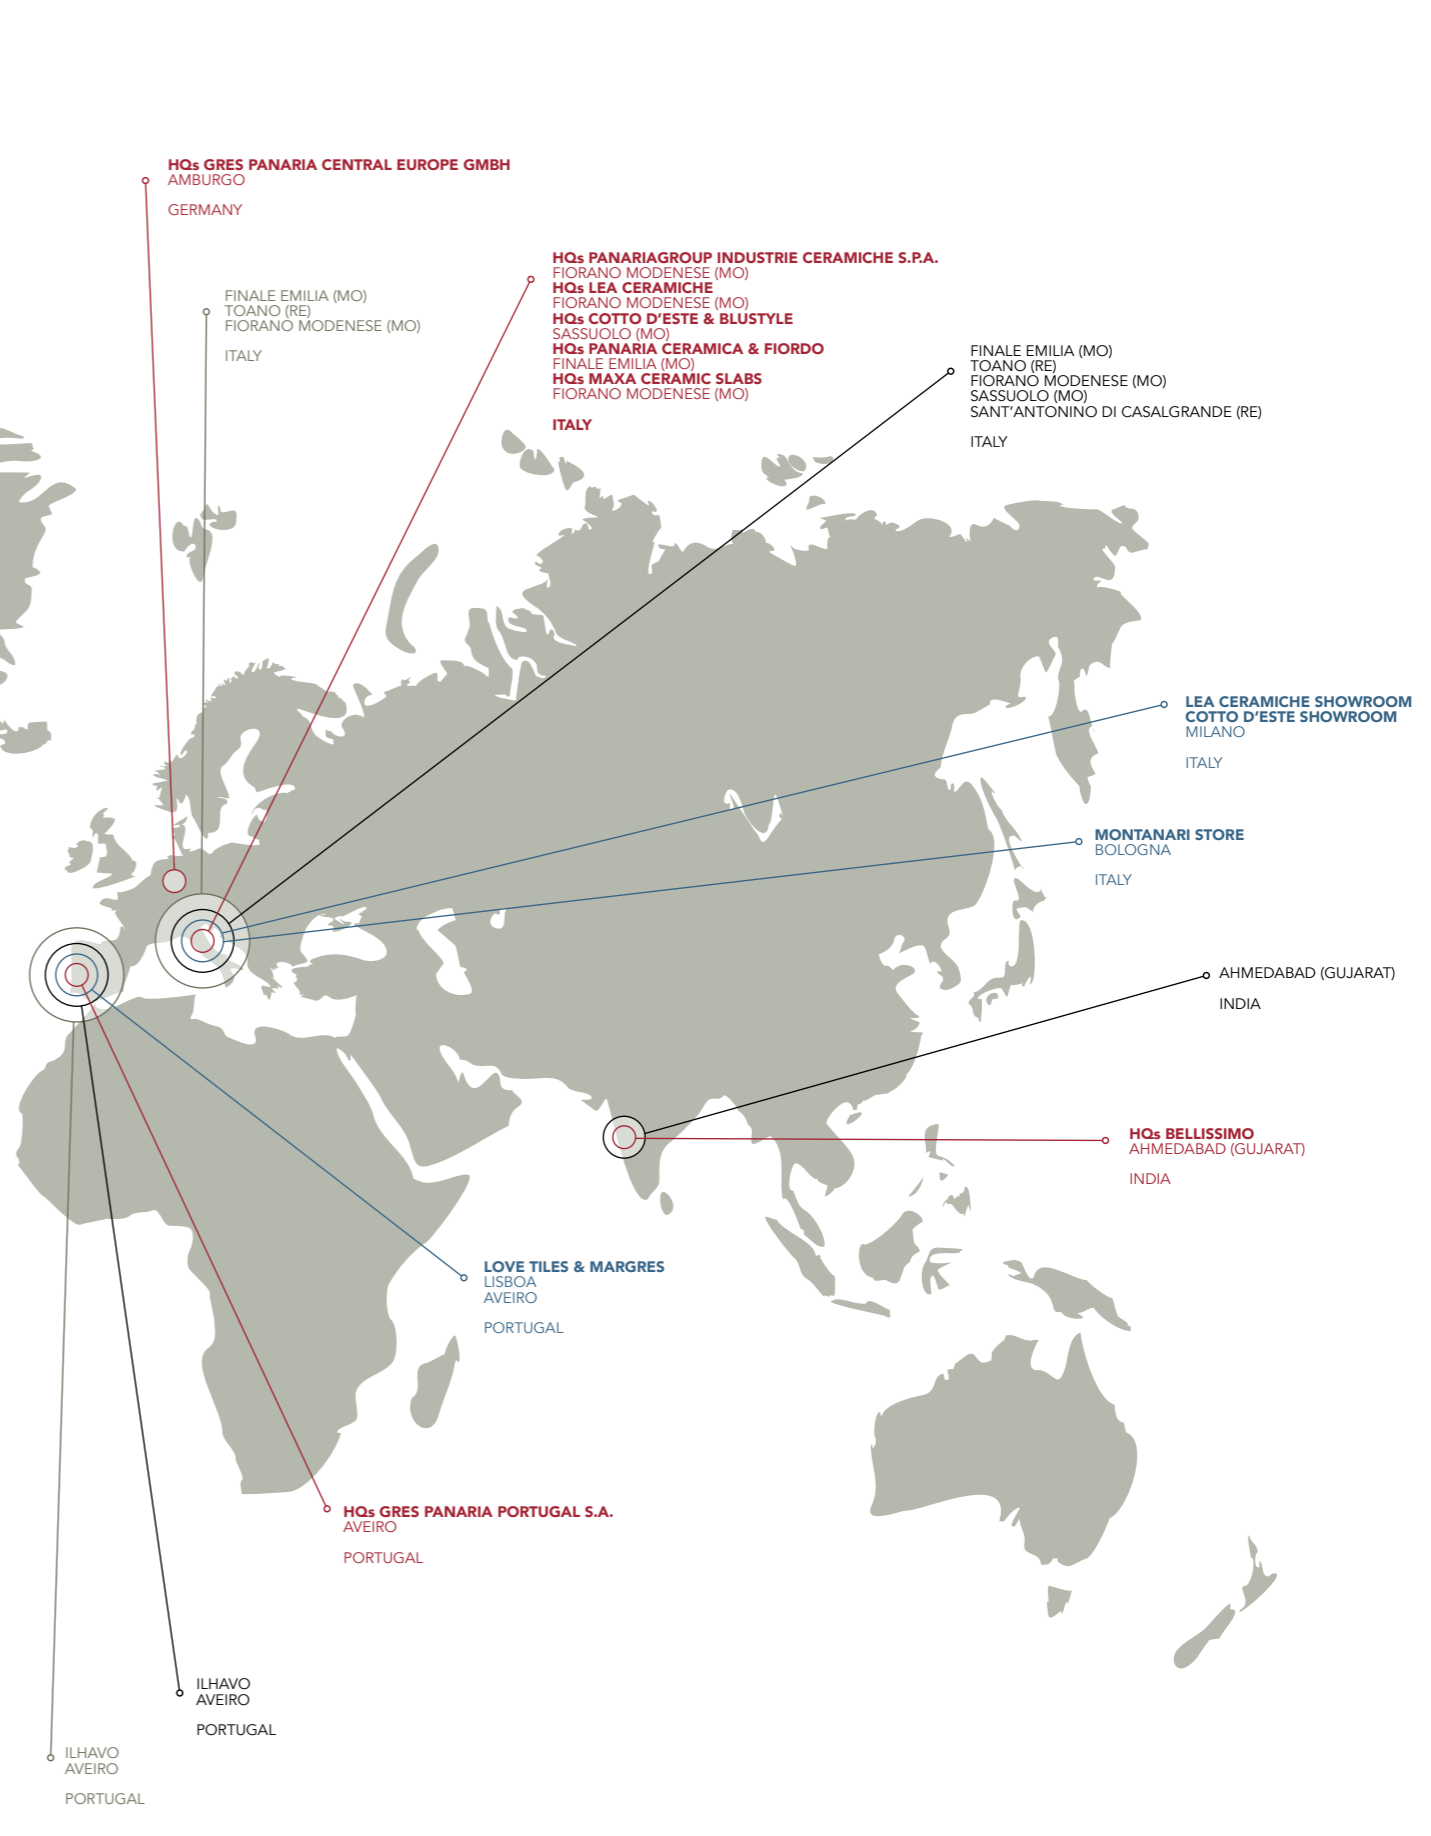 HQs GRES PANARIA CENTRAL EUROPE GMBH
AMBURGO
GERMANY
HQs PANARIAGROUP INDUSTRIE CERAMICHE S.P.A.
FIORANO MODENESE (MO)
HQs LEA CERAMICHE
FIORANO MODENESE (MO)
HQs COTTO D’ESTE & BLUSTYLE
SASSUOLO (MO)
HQs PANARIA CERAMICA & FIORDO
FINALE EMILIA (MO)
HQs MAXA CERAMIC SLABS
FIORANO MODENESE (MO)
ITALY
FINALE EMILIA (MO)
TOANO (RE)
FIORANO MODENESE (MO)
ITALY
FINALE EMILIA (MO)
TOANO (RE)
FIORANO MODENESE (MO)
SASSUOLO (MO)
SANT’ANTONINO DI CASALGRANDE (RE)
ITALY
LEA CERAMICHE SHOWROOM
COTTO D’ESTE SHOWROOM
MILANO
ITALY
MONTANARI STORE
BOLOGNA
ITALY
AHMEDABAD (GUJARAT)
INDIA
HQs BELLISSIMO
AHMEDABAD (GUJARAT)
INDIA
LOVE TILES & MARGRES
LISBOA
AVEIRO
PORTUGAL
HQs GRES PANARIA PORTUGAL S.A.
AVEIRO
PORTUGAL
ILHAVO
AVEIRO
PORTUGAL
ILHAVO
AVEIRO
PORTUGAL